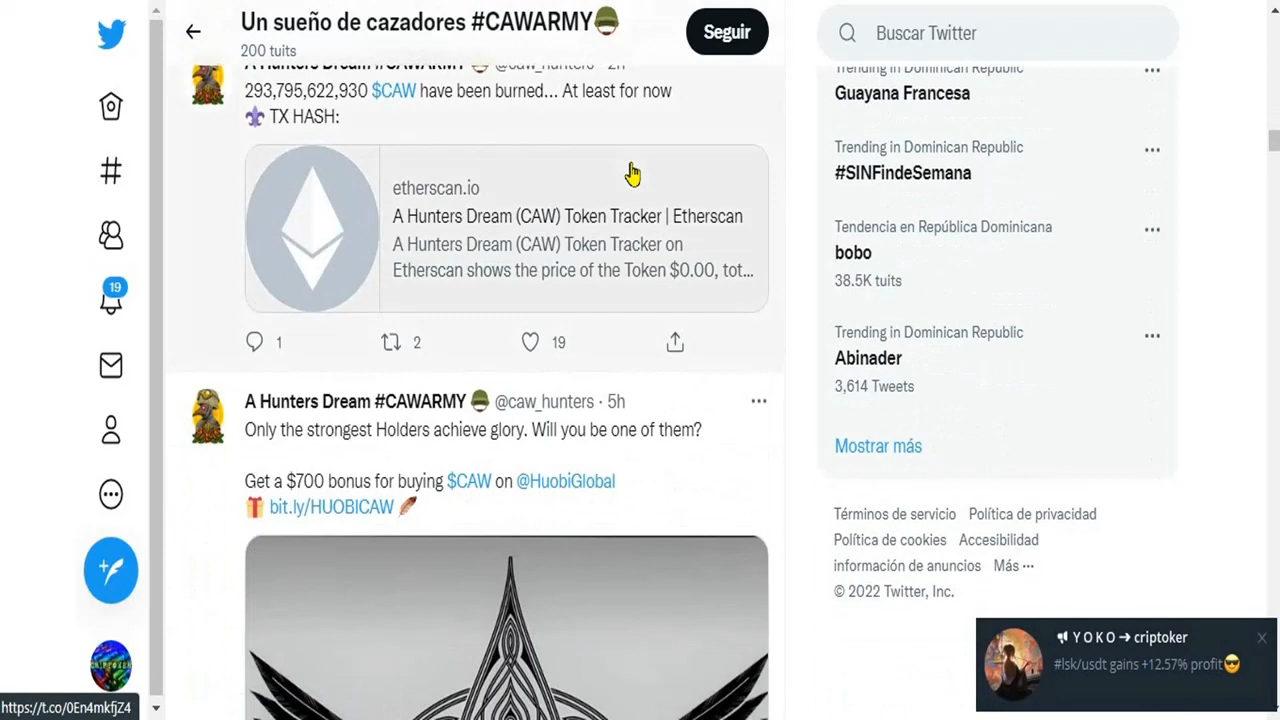 Un sueño de cazadores #CAWARMY
200 tuits
Seguir
A Hunters Dream #CAWARMY @caw_hunters · 2h
293,795,622,930 $CAW have been burned... At least for now
TX HASH:
etherscan.io
A Hunters Dream (CAW) Token Tracker | Etherscan
A Hunters Dream (CAW) Token Tracker on
Etherscan shows the price of the Token $0.00, tot...
1
2
19
A Hunters Dream #CAWARMY @caw_hunters · 5h
Only the strongest Holders achieve glory. Will you be one of them?
Get a $700 bonus for buying $CAW on @HuobiGlobal
bit.ly/HUOBICAW
19
https://t.co/0En4mkfjZ4
Buscar Twitter
Trending in Dominican Republic
Guayana Francesa
Trending in Dominican Republic
#SINFindeSemana
Tendencia en República Dominicana
bobo
38.5K tuits
Trending in Dominican Republic
Abinader
3,614 Tweets
Mostrar más
Términos de servicio Política de privacidad
Política de cookies Accesibilidad
información de anuncios Más ···
© 2022 Twitter, Inc.
Y O K O → criptoker
#lsk/usdt gains +12.57% profit